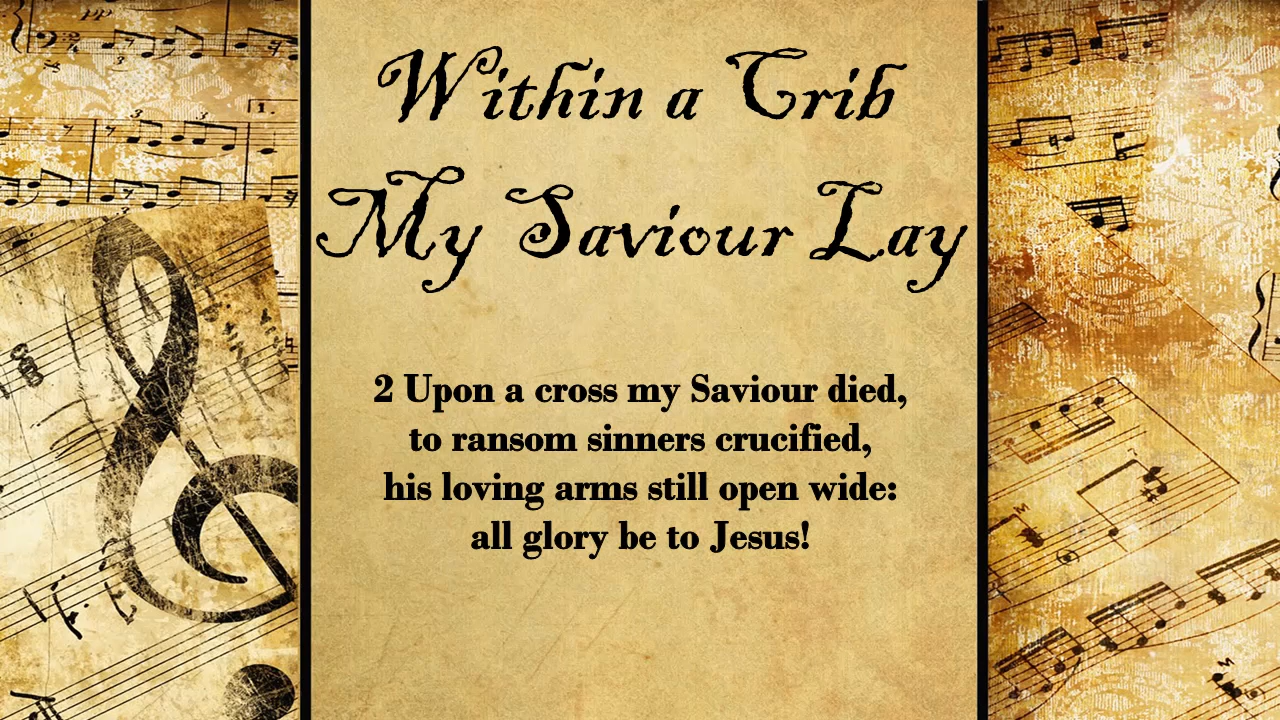 Within a Crib
My Saviour Lay
2 Upon a cross my Saviour died,
to ransom sinners crucified,
his loving arms still open wide:
all glory be to Jesus!